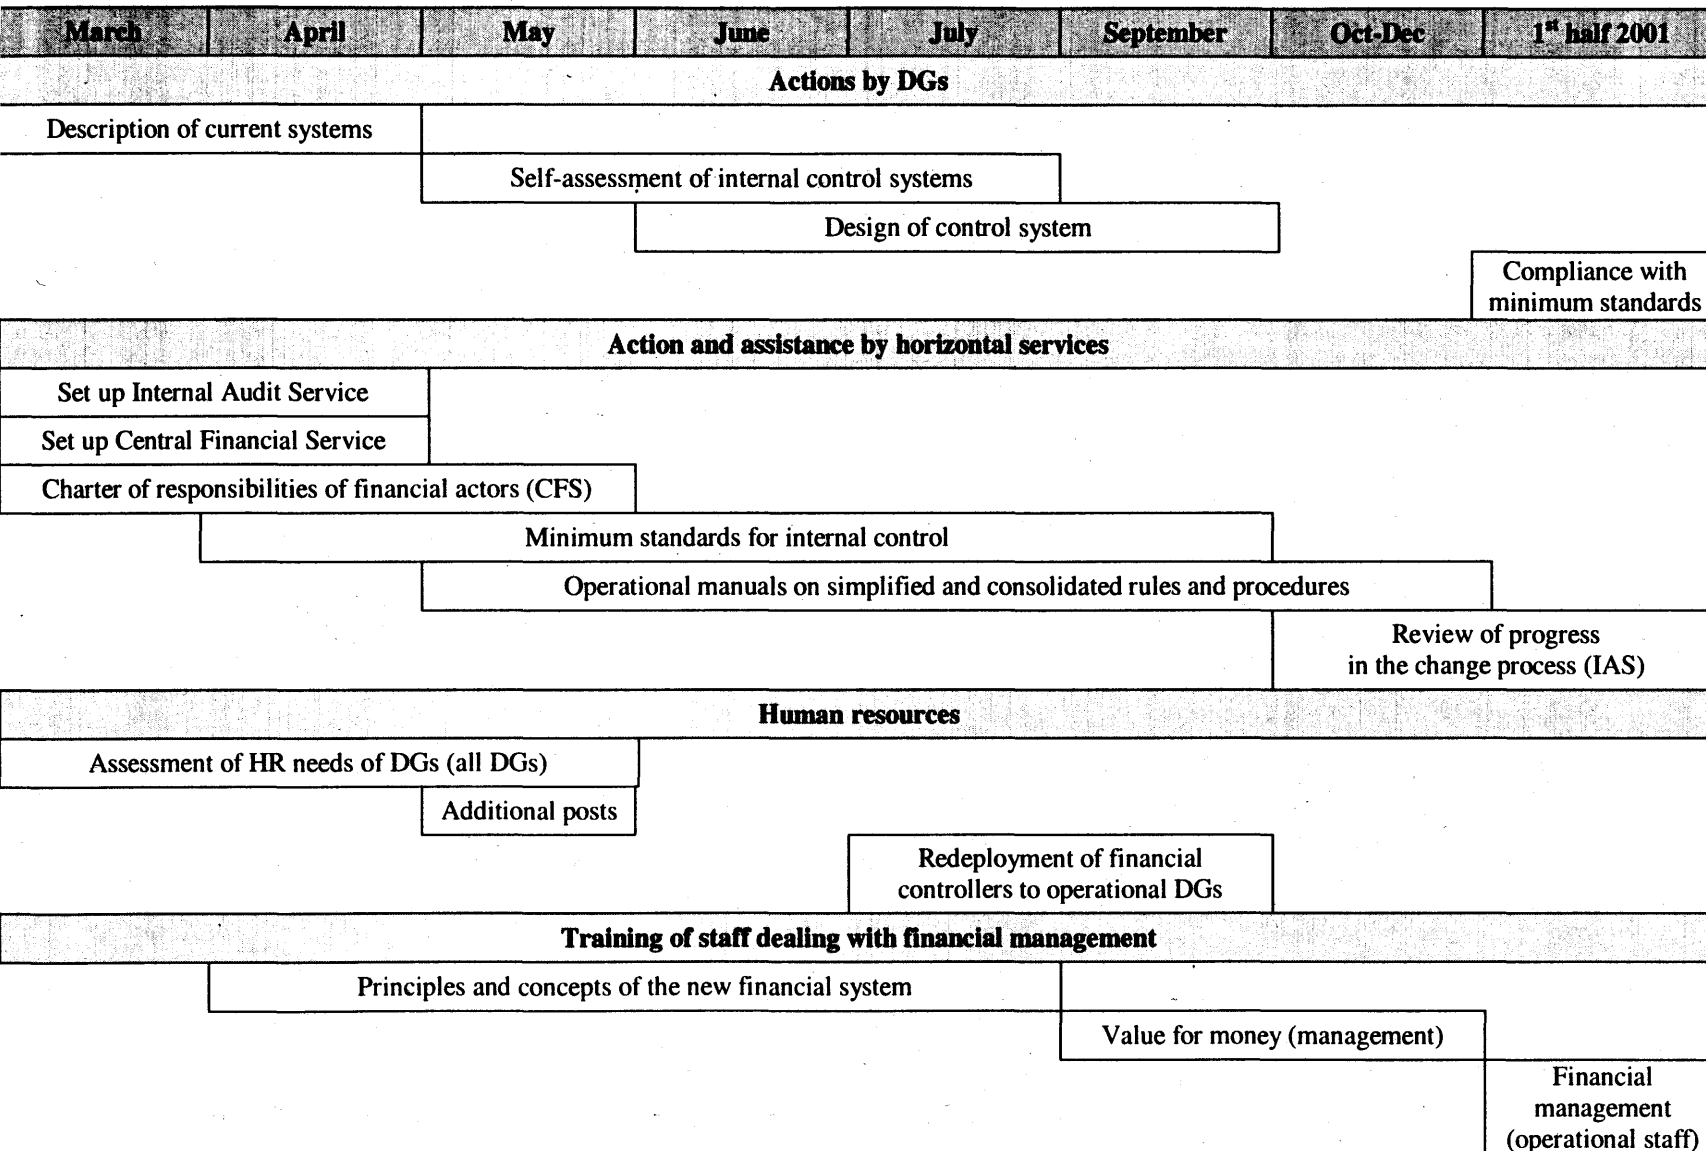 March April May June July September Oct-Dec 1st half 2001
Actions by DGs
Description of current systems
Self-assessment of internal control systems
Design of control system
Compliance with
minimum standards
Action and assistance by horizontal services
Set up Internal Audit Service
Set up Central Financial Service
Charter of responsibilities of financial actors (CFS)
Minimum standards for internal control
Operational manuals on simplified and consolidated rules and procedures
Review of progress
in the change process (IAS)
Human resources
Assessment of HR needs of DGs (all DGs)
Additional posts
Redeployment of financial
controllers to operational DGs
Training of staff dealing with financial management
Principles and concepts of the new financial system
Value for money (management)
Financial
management
(operational staff)